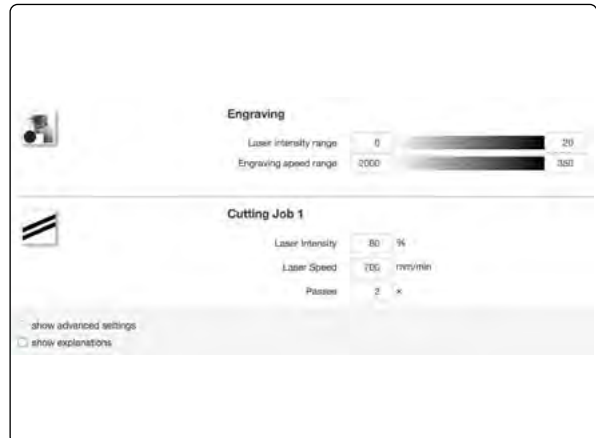 Engraving
Laser intensity range 0 20
Engraving speed range 2000 350
Cutting Job 1
Laser Intensity 80 %
Laser Speed 700 mm/min
Passes 2 x
show advanced settings
show explanations